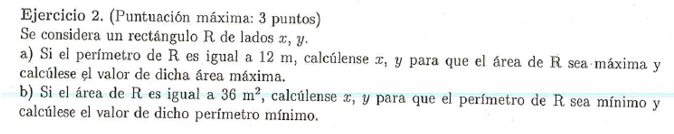 Ejercicio 2. (Puntuación máxima: 3 puntos)
Se considera un rectángulo R de lados x, y.
a) Si el perímetro de R es igual a 12 m, calcúlense x, y para que el área de R sea máxima y
calcúlese el valor de dicha área máxima.
b) Si el área de R es igual a 36 m², calcúlense x, y para que el perímetro de R sea mínimo y
calcúlese el valor de dicho perímetro mínimo.